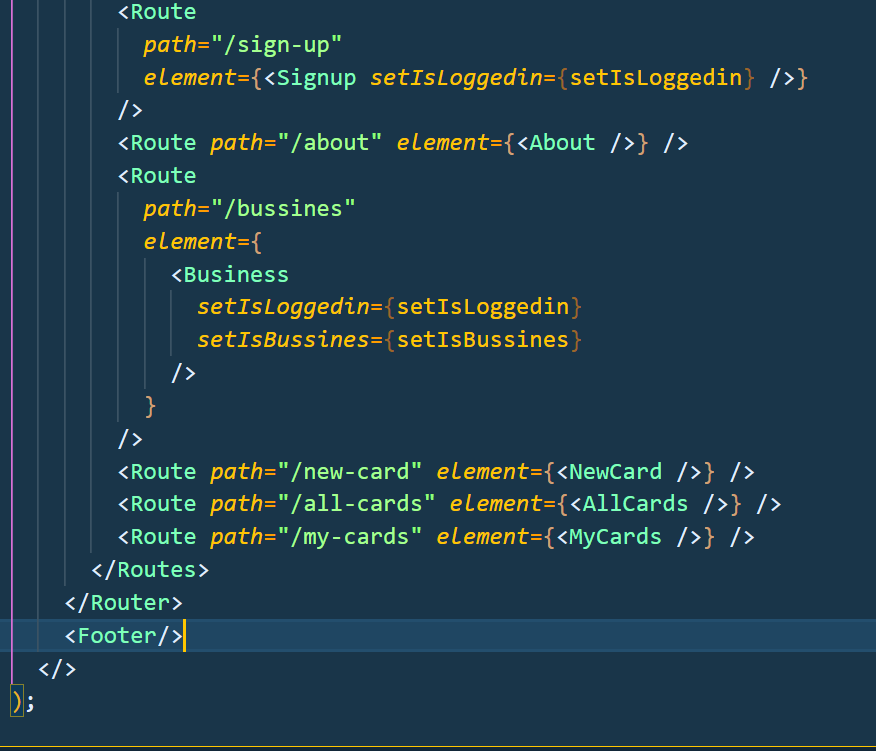 <Route
path="/sign-up"
element={<Signup setIsLoggedin={setIsLoggedin} />}
/>
<Route path="/about" element={<About />} />
<Route
path="/bussines"
element={
<Business
setIsLoggedin={setIsLoggedin}
setIsBussines={setIsBussines}
/>
}
/>
<Route path="/new-card" element={<NewCard />} />
<Route path="/all-cards" element={<AllCards />} />
<Route path="/my-cards" element={<MyCards />} />
</Routes>
</Router>
<Footer/>
</>
);